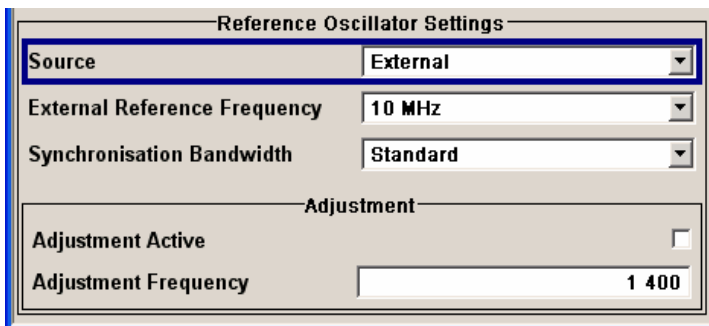 Reference Oscillator Settings
Source External
External Reference Frequency 10 MHz
Synchronisation Bandwidth Standard
Adjustment
Adjustment Active
Adjustment Frequency 1 400